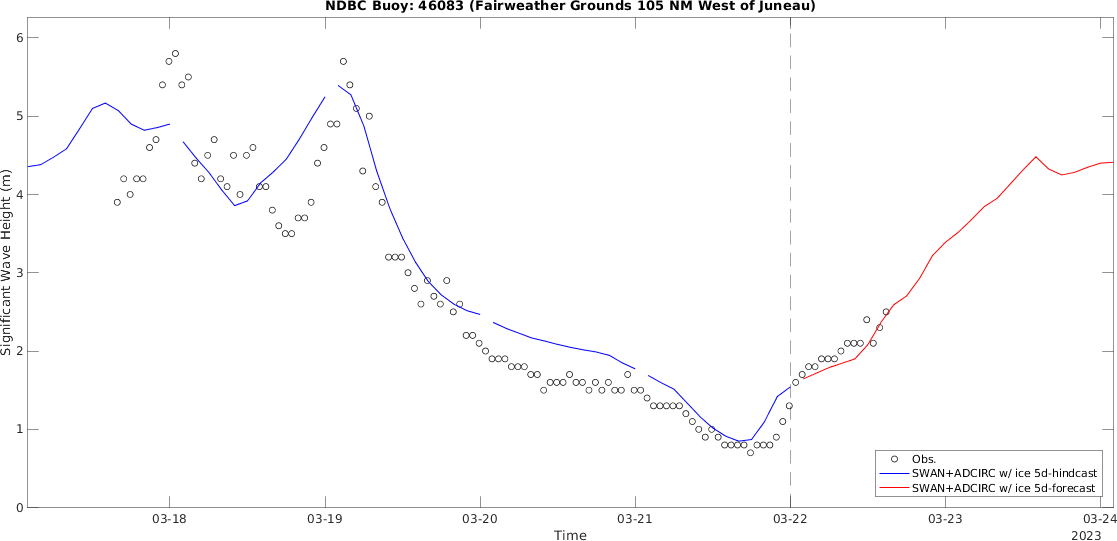 NDBC Buoy: 46083 (Fairweather Grounds 105 NM West of Juneau)
Significant Wave Height (m)
6
5
4
3
2
1
0
Obs.
SWAN+ADCIRC w/ ice 5d-hindcast
SWAN+ADCIRC w/ ice 5d-forecast
03-18 03-19 03-20 03-21 03-22 03-23 03-24
Time
2023